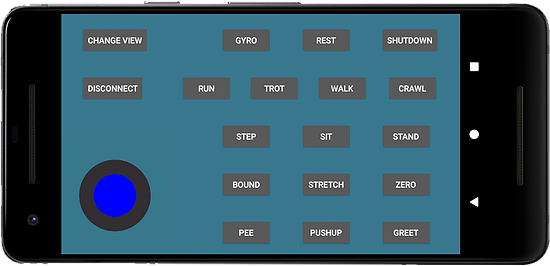 CHANGE VIEW GYRO REST SHUTDOWN
DISCONNECT RUN TROT WALK CRAWL
STEP SIT STAND
BOUND STRETCH ZERO
PEE PUSHUP GREET